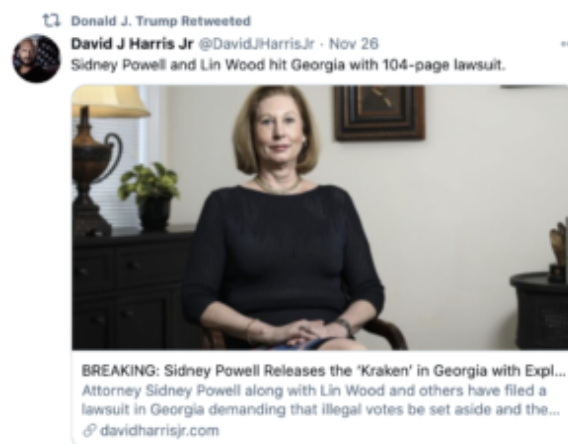 Donald J. Trump Retweeted
David J Harris Jr @DavidJHarrisJr · Nov 26
Sidney Powell and Lin Wood hit Georgia with 104-page lawsuit.
BREAKING: Sidney Powell Releases the 'Kraken' in Georgia with Expl...
Attorney Sidney Powell along with Lin Wood and others have filed a
lawsuit in Georgia demanding that illegal votes be set aside and the...
davidharrisjr.com